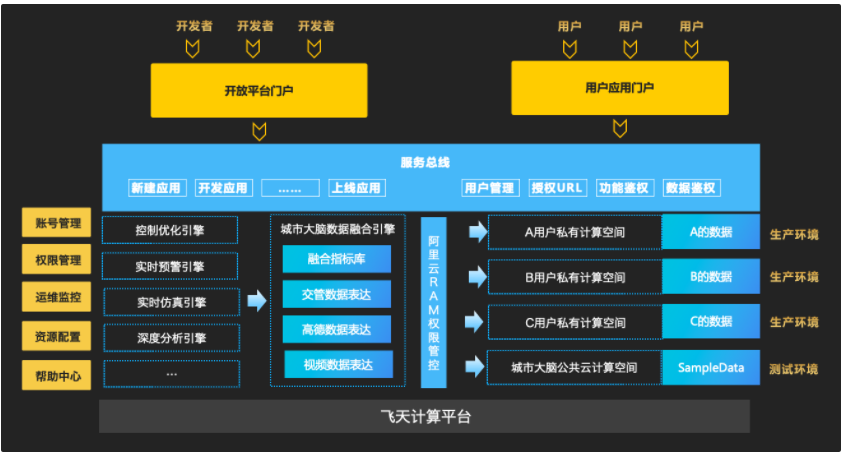 开发者 开发者 开发者
用户 用户 用户
开放平台门户
用户应用门户
服务总线
新建应用 开发应用 …… 上线应用 用户管理 授权URL 功能鉴权 数据鉴权
账号管理
权限管理
运维监控
资源配置
帮助中心
控制优化引擎
实时预警引擎
实时仿真引擎
深度分析引擎
...
城市大脑数据融合引擎
融合指标库
交管数据表达
高德数据表达
视频数据表达
阿里云RAM权限管控
A用户私有计算空间 A的数据 生产环境
B用户私有计算空间 B的数据 生产环境
C用户私有计算空间 C的数据 生产环境
城市大脑公共云计算空间 SampleData 测试环境
飞天计算平台